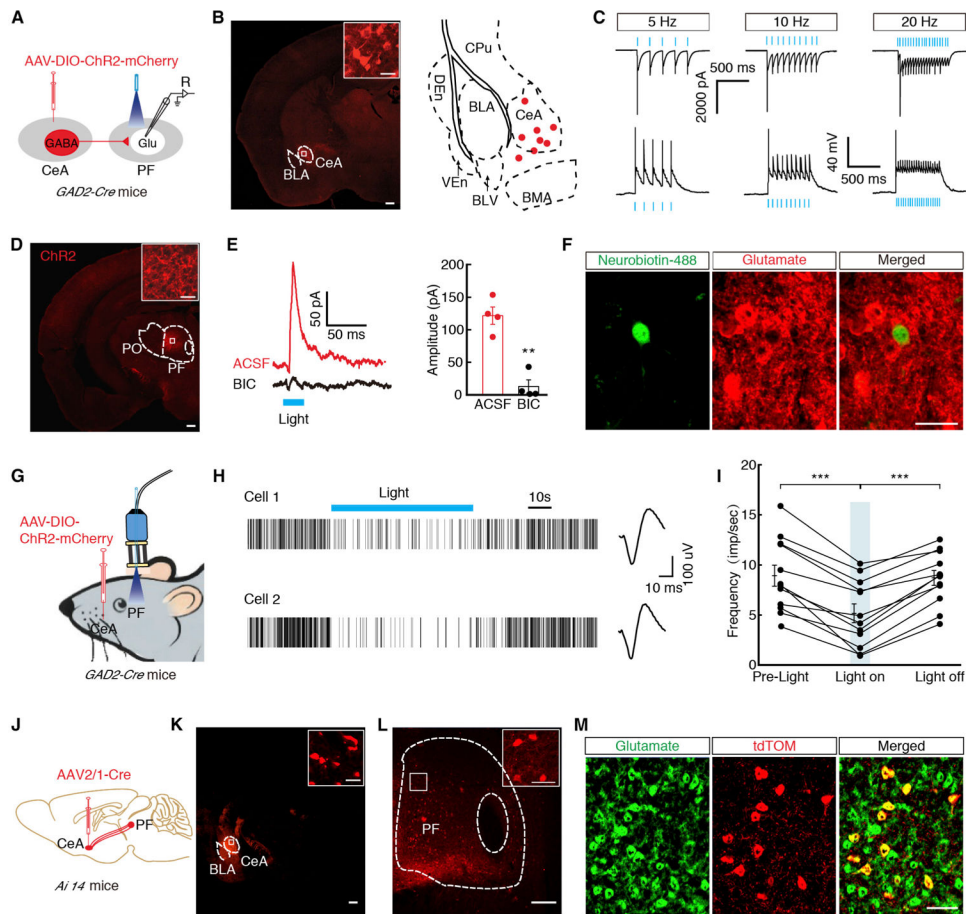 A
AAV-DIO-ChR2-mCherry
R
GABA
Glu
CeA
PF
GAD2-Cre mice
B
BLA
CeA
CPu
DEn
BLA
CeA
VEn
BLV
BMA
C
5 Hz
10 Hz
20 Hz
500 ms
2000 pA
40 mV
500 ms
D
ChR2
PO
PF
E
50 pA
50 ms
ACSF
BIC
Light
Amplitude (pA)
200
150
100
50
0
**
ACSF
BIC
F
Neurobiotin-488
Glutamate
Merged
G
AAV-DIO-
ChR2-mCherry
PF
CeA
GAD2-Cre mice
H
Cell 1
Light
10s
Cell 2
10 ms
100 uV
I
Frequency (imp/sec)
20
15
10
5
0
***
***
Pre-Light
Light on
Light off
J
AAV2/1-Cre
PF
CeA
Ai 14 mice
K
BLA
CeA
L
PF
M
Glutamate
tdTOM
Merged